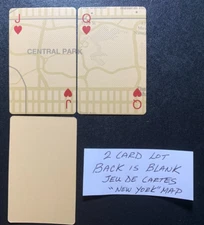 J
Q
CENTRAL PARK
J
Q
2 CARD LOT
BACK IS BLANK
JEU DE CARTES
"NEW YORK" MAP